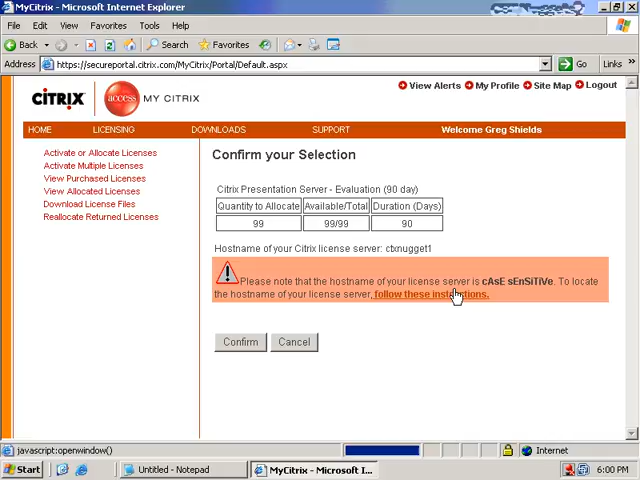 MyCitrix - Microsoft Internet Explorer
File Edit View Favorites Tools Help
Back Search Favorites
Address https://secureportal.citrix.com/MyCitrix/Portal/Default.aspx Go Links »
View Alerts My Profile Site Map Logout
CITRIX access MY CITRIX
HOME LICENSING DOWNLOADS SUPPORT Welcome Greg Shields
Activate or Allocate Licenses
Activate Multiple Licenses
View Purchased Licenses
View Allocated Licenses
Download License Files
Reallocate Returned Licenses
Confirm your Selection
Citrix Presentation Server - Evaluation (90 day)
Quantity to Allocate Available/Total Duration (Days)
99 99/99 90
Hostname of your Citrix license server: ctxnugget1
Please note that the hostname of your license server is cAsE sEnSiTiVe. To locate
the hostname of your license server, follow these instructions.
Confirm Cancel
javascript:openwindow() Internet
Start Untitled - Notepad MyCitrix - Microsoft I... 6:00 PM